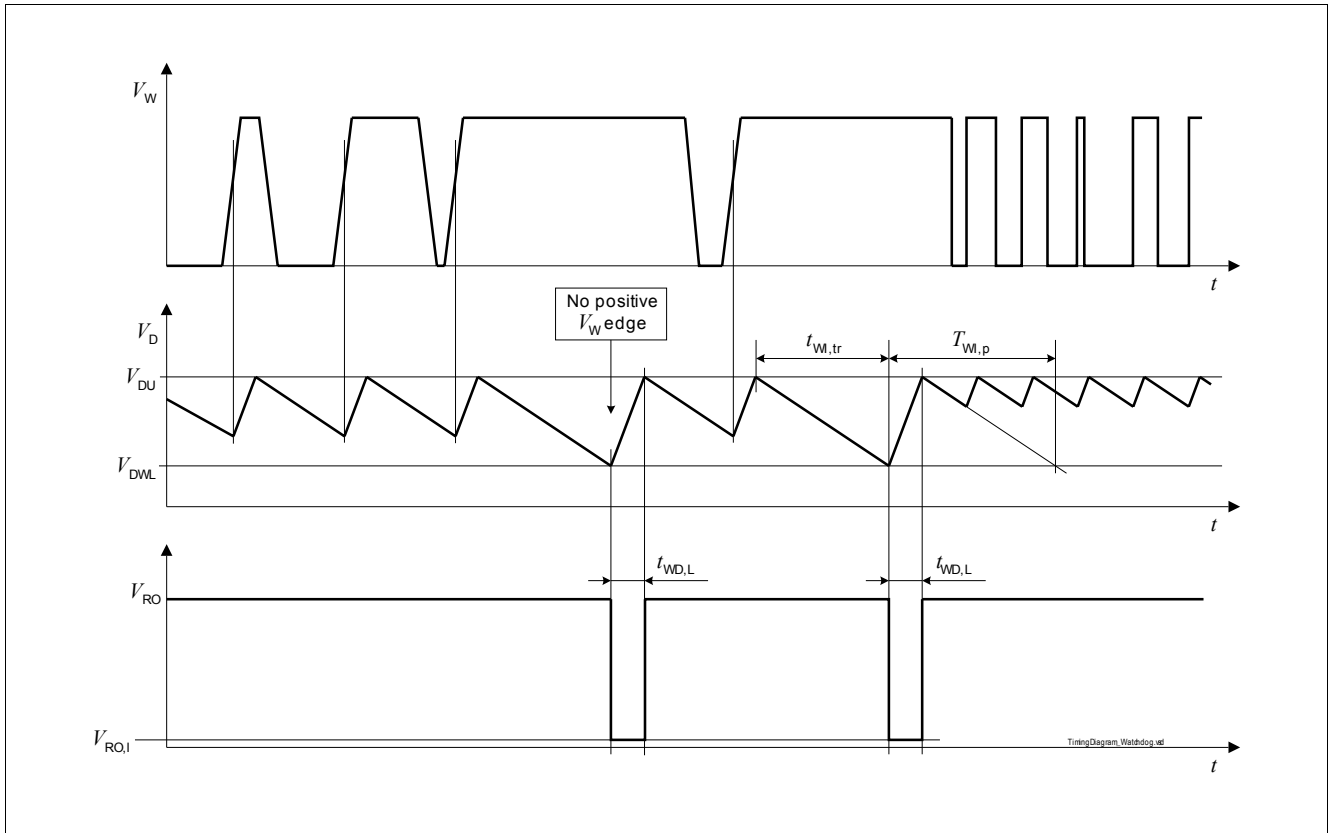 V_W
t
No positive
V_W edge
V_D
t_WI,tr
T_WI,p
V_DU
V_DWL
t
t_WD,L
t_WD,L
V_RO
V_RO,l
TimingDiagram_Watchdog.vsd
t